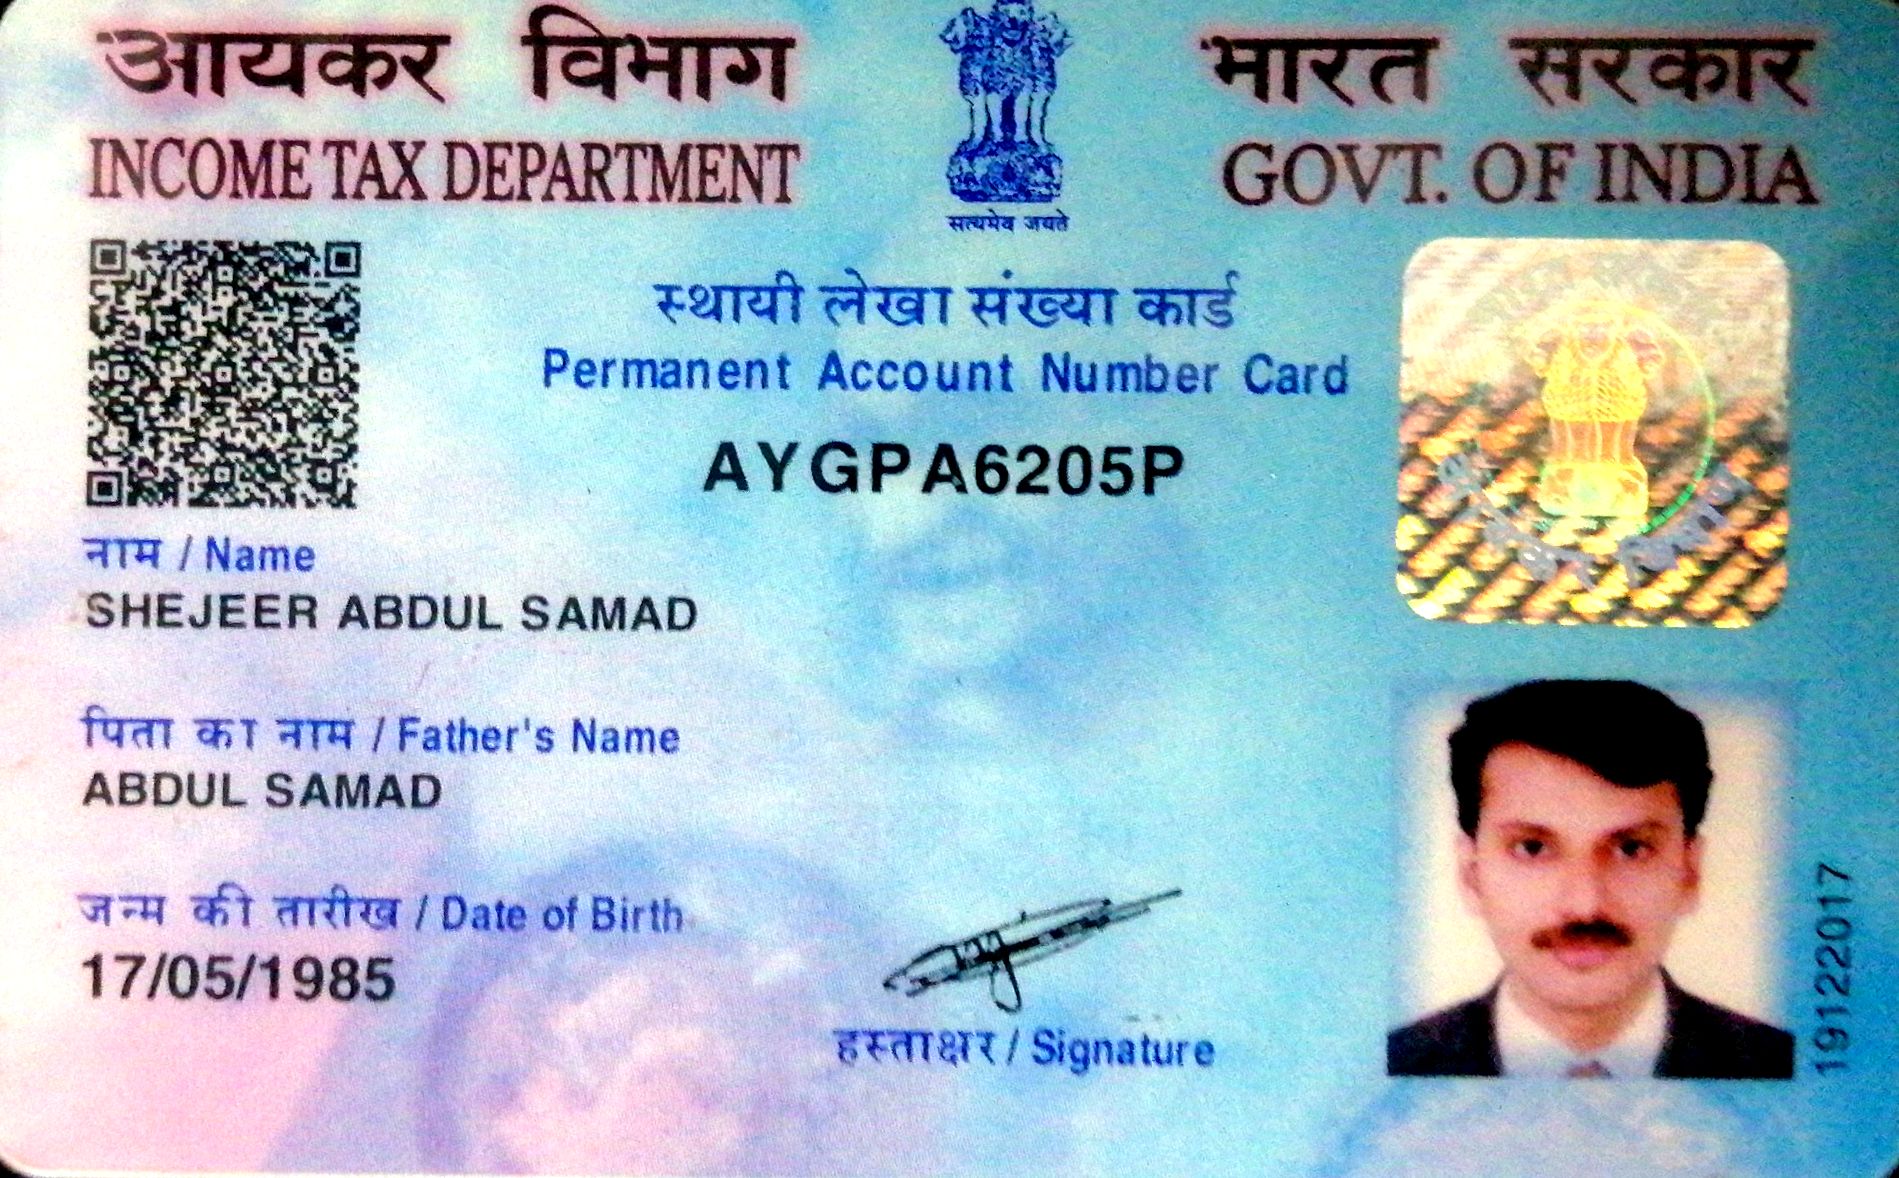 आयकर विभाग
INCOME TAX DEPARTMENT
सत्यमेव जयते
भारत सरकार
GOVT. OF INDIA
स्थायी लेखा संख्या कार्ड
Permanent Account Number Card
AYGPA6205P
नाम / Name
SHEJEER ABDUL SAMAD
पिता का नाम / Father's Name
ABDUL SAMAD
जन्म की तारीख / Date of Birth
17/05/1985
हस्ताक्षर / Signature
19122017